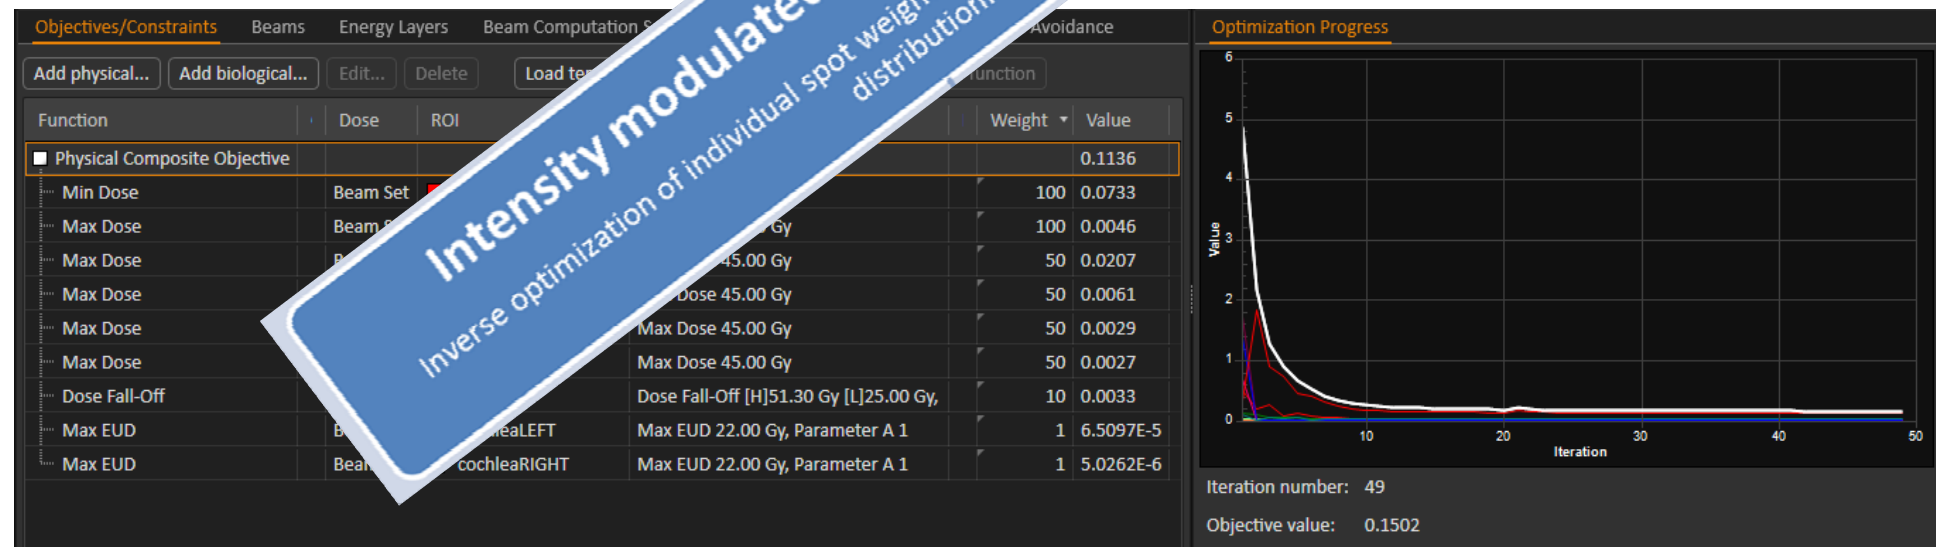 Objectives/Constraints Beams Energy Layers Beam Computation Avoidance
Add physical... Add biological... Edit... Delete Load
Function Dose ROI Weight Value
Physical Composite Objective 0.1136
Min Dose Beam Set 100 0.0733
Max Dose Beam Gy 100 0.0046
Max Dose 45.00 Gy 50 0.0207
Max Dose Dose 45.00 Gy 50 0.0061
Max Dose Max Dose 45.00 Gy 50 0.0029
Max Dose Max Dose 45.00 Gy 50 0.0027
Dose Fall-Off Dose Fall-Off [H]51.30 Gy [L]25.00 Gy, 10 0.0033
Max EUD Max EUD 22.00 Gy, Parameter A 1 1 6.5097E-5
Max EUD cochleaRIGHT Max EUD 22.00 Gy, Parameter A 1 1 5.0262E-6
Intensity modulated
Inverse optimization of individual spot
distribution
Optimization Progress
6
5
4
3
2
1
0
Value
10 20 30 40 50
Iteration
Iteration number: 49
Objective value: 0.1502